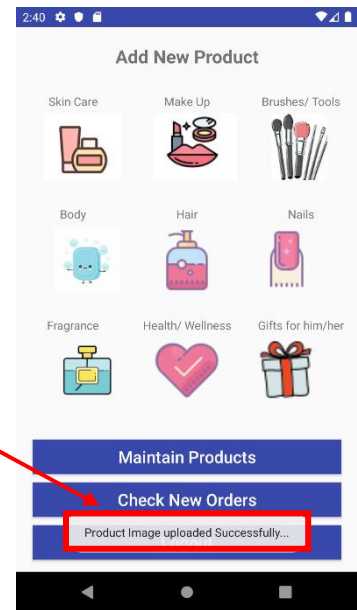 2:40
Add New Product
Skin Care Make Up Brushes/ Tools
Body Hair Nails
Fragrance Health/ Wellness Gifts for him/her
Maintain Products
Check New Orders
Product Image uploaded Successfully...